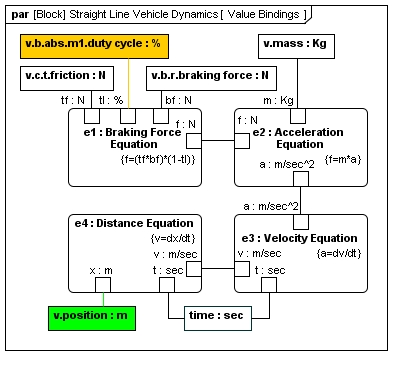 par [Block] Straight Line Vehicle Dynamics [ Value Bindings ]
v.b.abs.m1.duty cycle : %
v.mass : Kg
v.c.t.friction : N
v.b.r.braking force : N
tf : N
tl : %
bf : N
m : Kg
f : N
f : N
e1 : Braking Force
Equation
{f=(tf*bf)*(1-tl)}
e2 : Acceleration
Equation
{f=m*a}
a : m/sec^2
a : m/sec^2
e4 : Distance Equation
{v=dx/dt}
v : m/sec
x : m
t : sec
e3 : Velocity Equation
v : m/sec
{a=dv/dt}
t : sec
v.position : m
time : sec